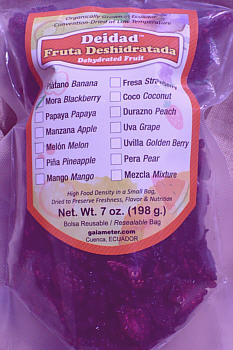 Organically Grown in Ecuador
Convention-Dried at Low Temperature
Deidad™
Fruta Deshidratada
Dehydrated Fruit
Plátano Banana
Fresa Strawberry
Mora Blackberry
Coco Coconut
Papaya Papaya
Durazno Peach
Manzana Apple
Uva Grape
Melón Melon
Uvilla Golden Berry
Piña Pineapple
Pera Pear
Mango Mango
Mezcla Mixture
High Food Density in a Small Bag,
Dried to Preserve Freshness, Flavor & Nutrition
Net. Wt. 7 oz. (198 g.)
Bolsa Reusable / Resealable Bag
gaiameter.com
Cuenca, ECUADOR